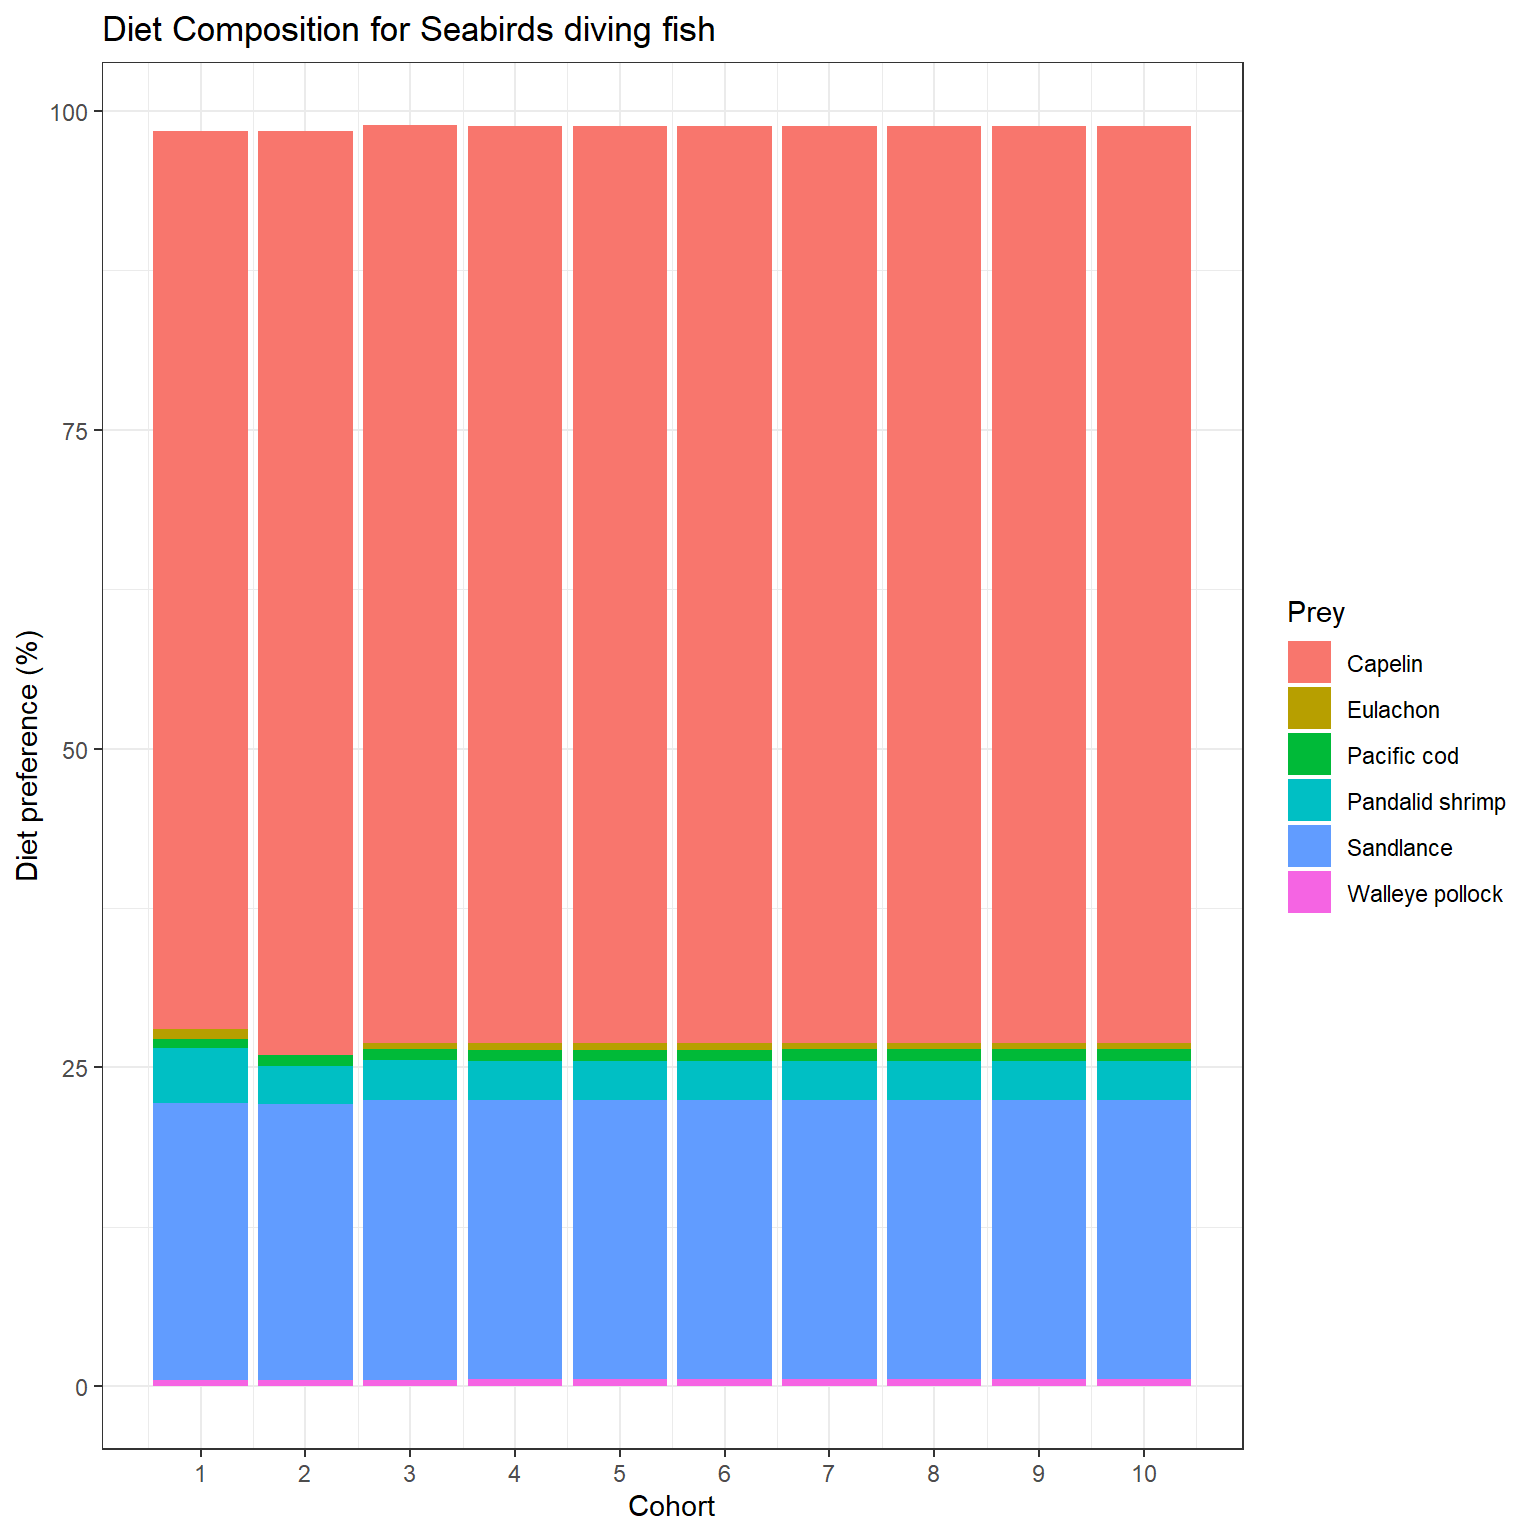 Diet Composition for Seabirds diving fish
100
75
50
25
0
Diet preference (%)
1 2 3 4 5 6 7 8 9 10
Cohort
Prey
Capelin
Eulachon
Pacific cod
Pandalid shrimp
Sandlance
Walleye pollock